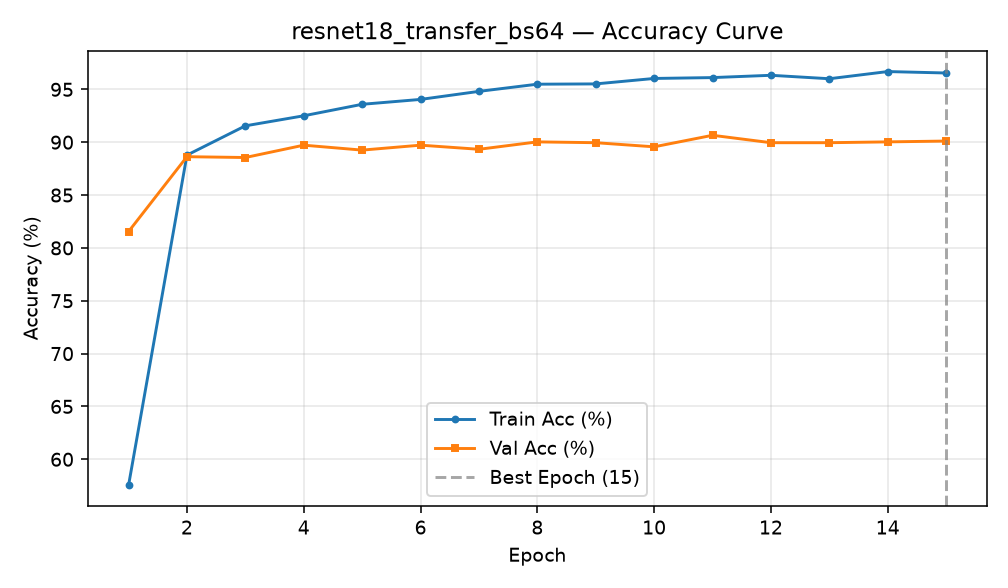 resnet18_transfer_bs64 — Accuracy Curve
Accuracy (%)
95
90
85
80
75
70
65
60
Train Acc (%)
Val Acc (%)
Best Epoch (15)
2 4 6 8 10 12 14
Epoch